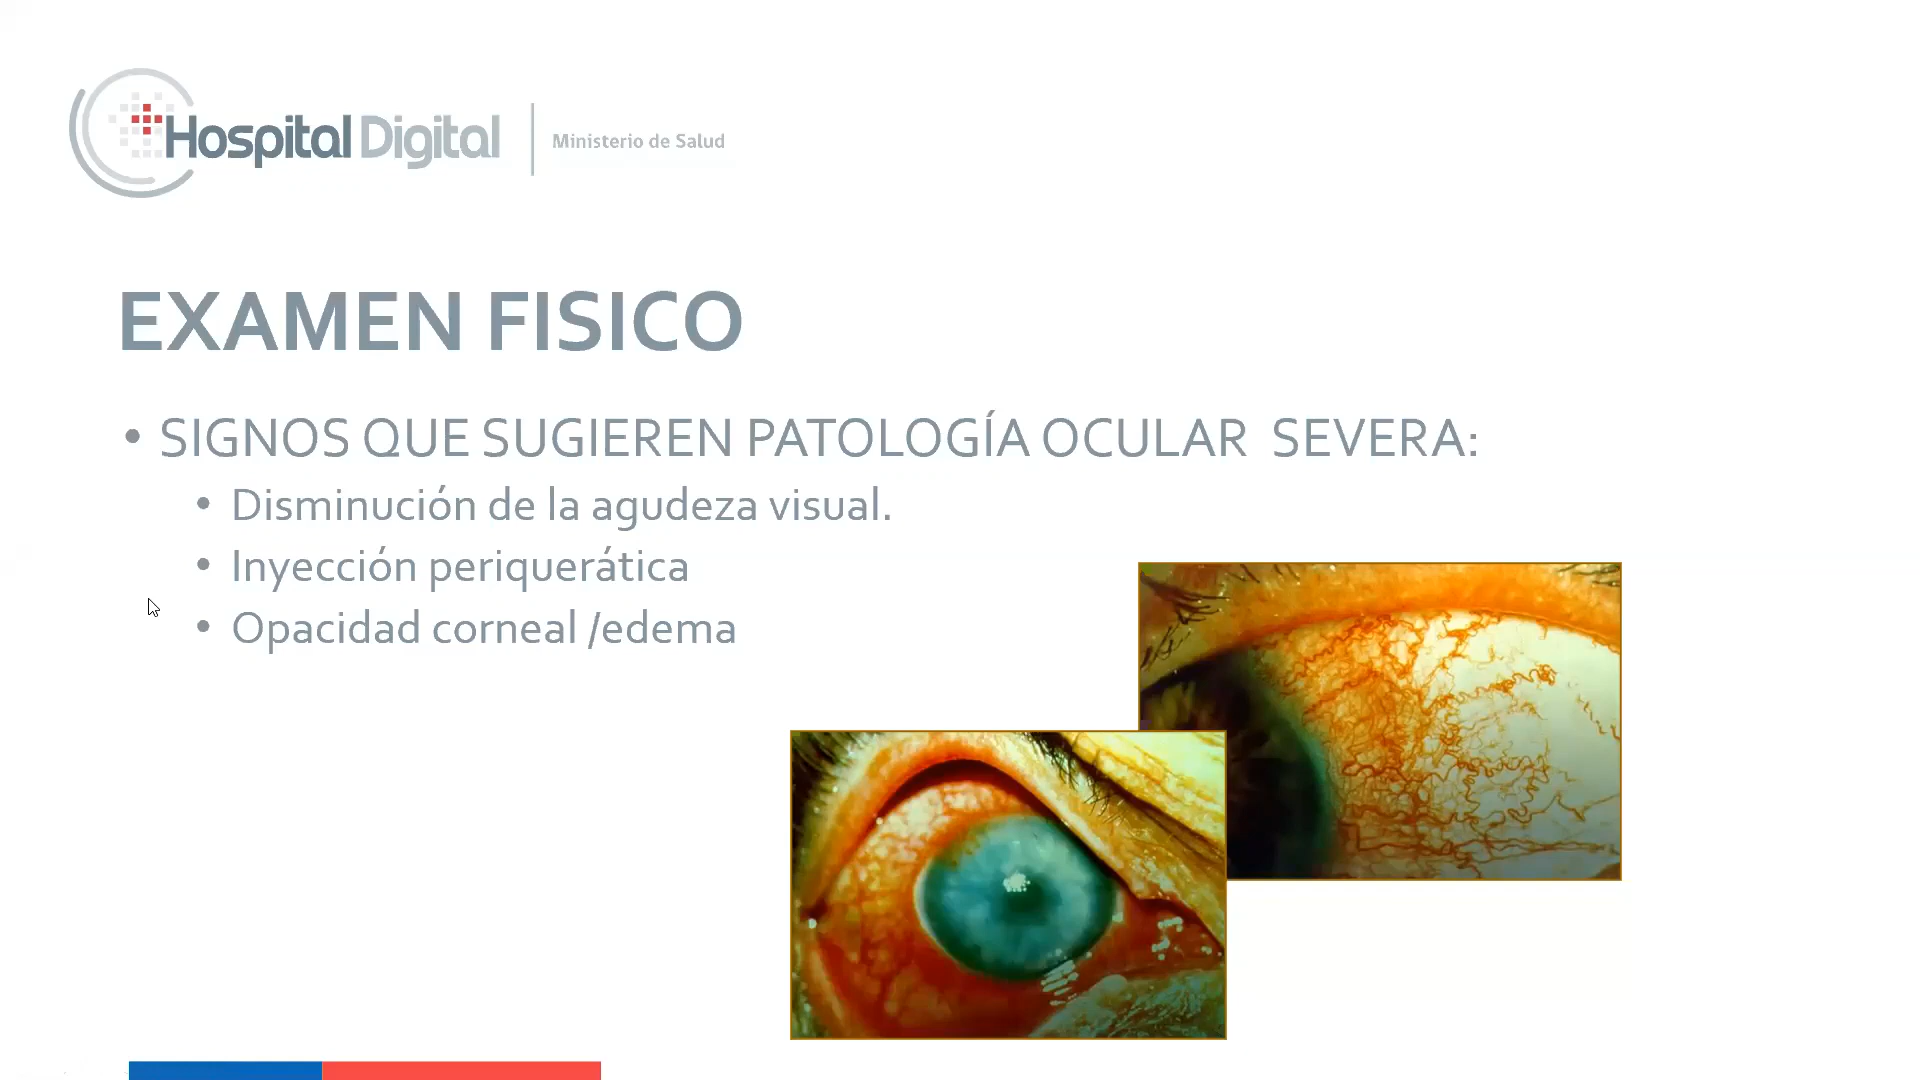 Hospital Digital
Ministerio de Salud
EXAMEN FISICO
• SIGNOS QUE SUGIEREN PATOLOGÍA OCULAR SEVERA:
• Disminución de la agudeza visual.
• Inyección periquerática
• Opacidad corneal /edema